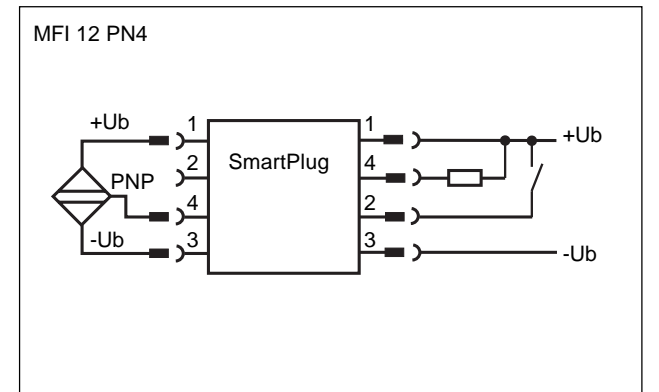 MFI 12 PN4
+Ub 1 1 +Ub
2 SmartPlug 4
PNP
4 2
-Ub 3 3 -Ub